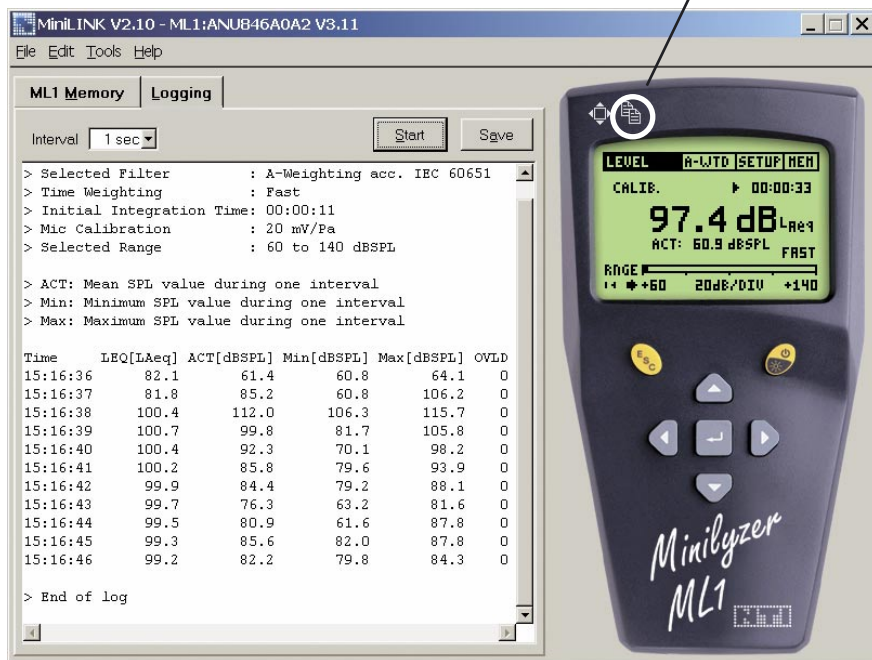 MiniLINK V2.10 - ML1:ANU846A0A2 V3.11
File Edit Tools Help
ML1 Memory Logging
Interval 1 sec Start Save
> Selected Filter : A-Weighting acc. IEC 60651
> Time Weighting : Fast
> Initial Integration Time: 00:00:11
> Mic Calibration : 20 mV/Pa
> Selected Range : 60 to 140 dBSPL
> ACT: Mean SPL value during one interval
> Min: Minimum SPL value during one interval
> Max: Maximum SPL value during one interval
Time LEQ[LAeq] ACT[dBSPL] Min[dBSPL] Max[dBSPL] OVLD
15:16:36 82.1 61.4 60.8 64.1 0
15:16:37 81.8 85.2 60.8 106.2 0
15:16:38 100.4 112.0 106.3 115.7 0
15:16:39 100.7 99.8 81.7 105.8 0
15:16:40 100.4 92.3 70.1 98.2 0
15:16:41 100.2 85.8 79.6 93.9 0
15:16:42 99.9 84.4 79.2 88.1 0
15:16:43 99.7 76.3 63.2 81.6 0
15:16:44 99.5 80.9 61.6 87.8 0
15:16:45 99.3 85.6 82.0 87.8 0
15:16:46 99.2 82.2 79.8 84.3 0
> End of log
LEVEL A-WTD SETUP MEM
CALIB. 00:00:33
97.4 dB LAeq
ACT: 60.9 dBSPL FAST
RNGE
+60 20dB/DIV +140
ESC
Minilyzer
ML1 NTI